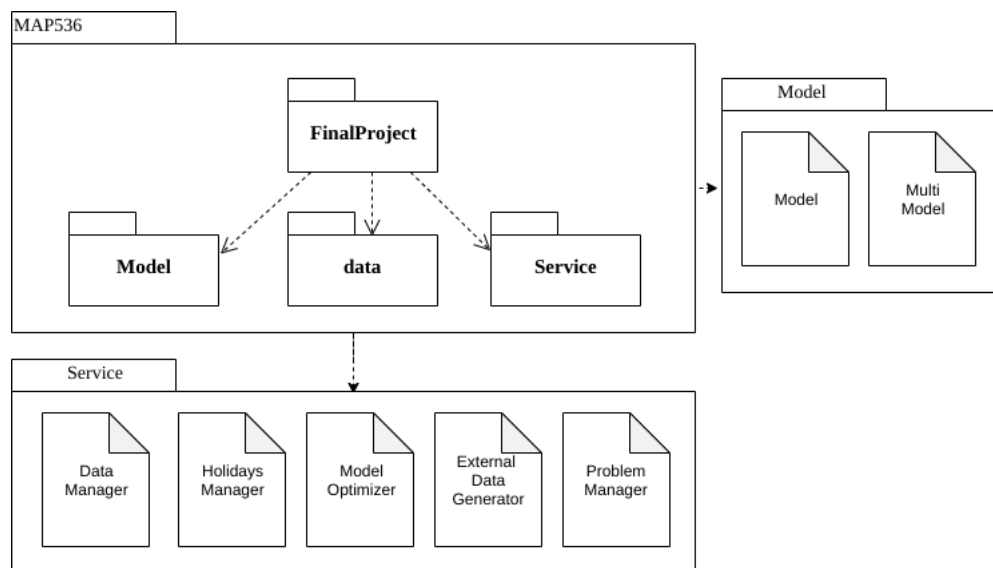 MAP536
FinalProject
Model
data
Service
Model
Model
Multi
Model
Service
Data
Manager
Holidays
Manager
Model
Optimizer
External
Data
Generator
Problem
Manager